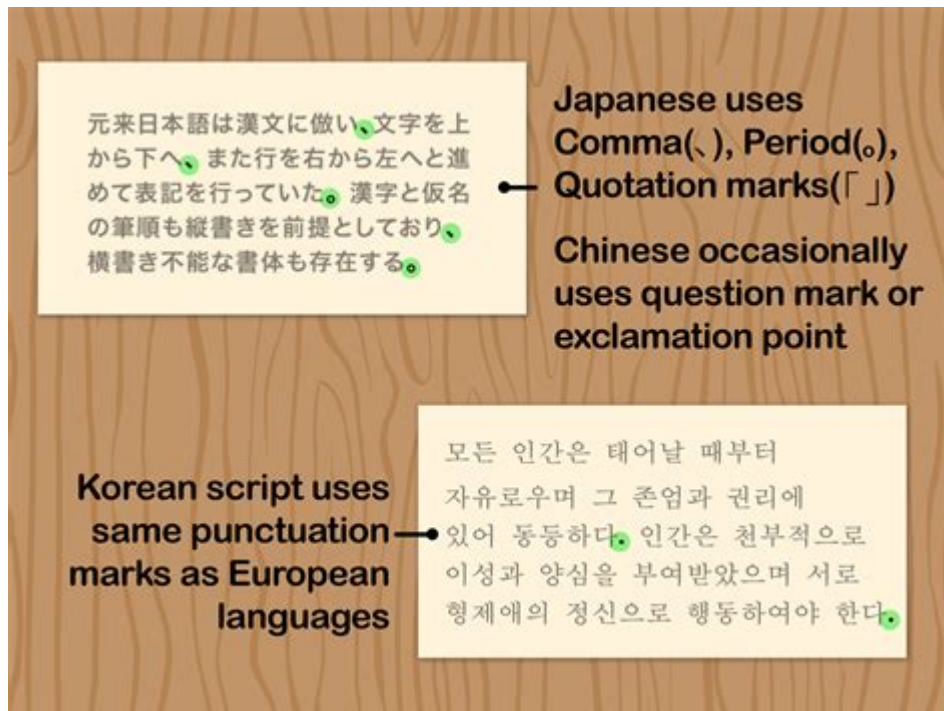 元来日本語は漢文に倣い、文字を上
から下へ、また行を右から左へと進
めて表記を行っていた。漢字と仮名
の筆順も縦書きを前提としており、
横書き不能な書体も存在する。
Japanese uses
Comma(、), Period(。),
Quotation marks(「 」)
Chinese occasionally
uses question mark or
exclamation point
Korean script uses
same punctuation
marks as European
languages
모든 인간은 태어날 때부터
자유로우며 그 존엄과 권리에
있어 동등하다. 인간은 천부적으로
이성과 양심을 부여받았으며 서로
형제애의 정신으로 행동하여야 한다.